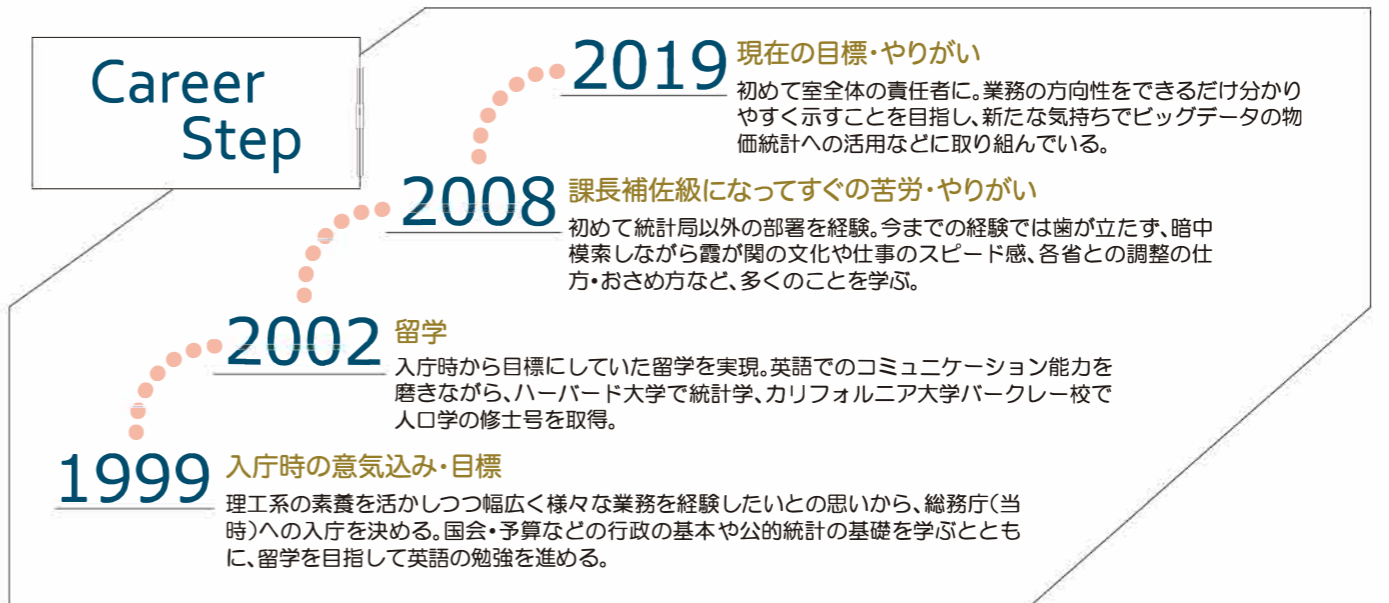 Career
Step
2019 現在の目標・やりがい
初めて室全体の責任者に。業務の方向性をできるだけ分かり
やすく示すことを目指し、新たな気持ちでビッグデータの物
価統計への活用などに取り組んでいる。
2008 課長補佐級になってすぐの苦労・やりがい
初めて統計局以外の部署を経験。今までの経験では歯が立たず、暗中
模索しながら霞が関の文化や仕事のスピード感、各省との調整の仕
方・おさめ方など、多くのことを学ぶ。
2002 留学
入庁時から目標にしていた留学を実現。英語でのコミュニケーション能力を
磨きながら、ハーバード大学で統計学、カリフォルニア大学バークレー校で
人口学の修士号を取得。
1999 入庁時の意気込み・目標
理工系の素養を活かしつつ幅広く様々な業務を経験したいとの思いから、総務庁(当
時)への入庁を決める。国会・予算などの行政の基本や公的統計の基礎を学ぶととも
に、留学を目指して英語の勉強を進める。